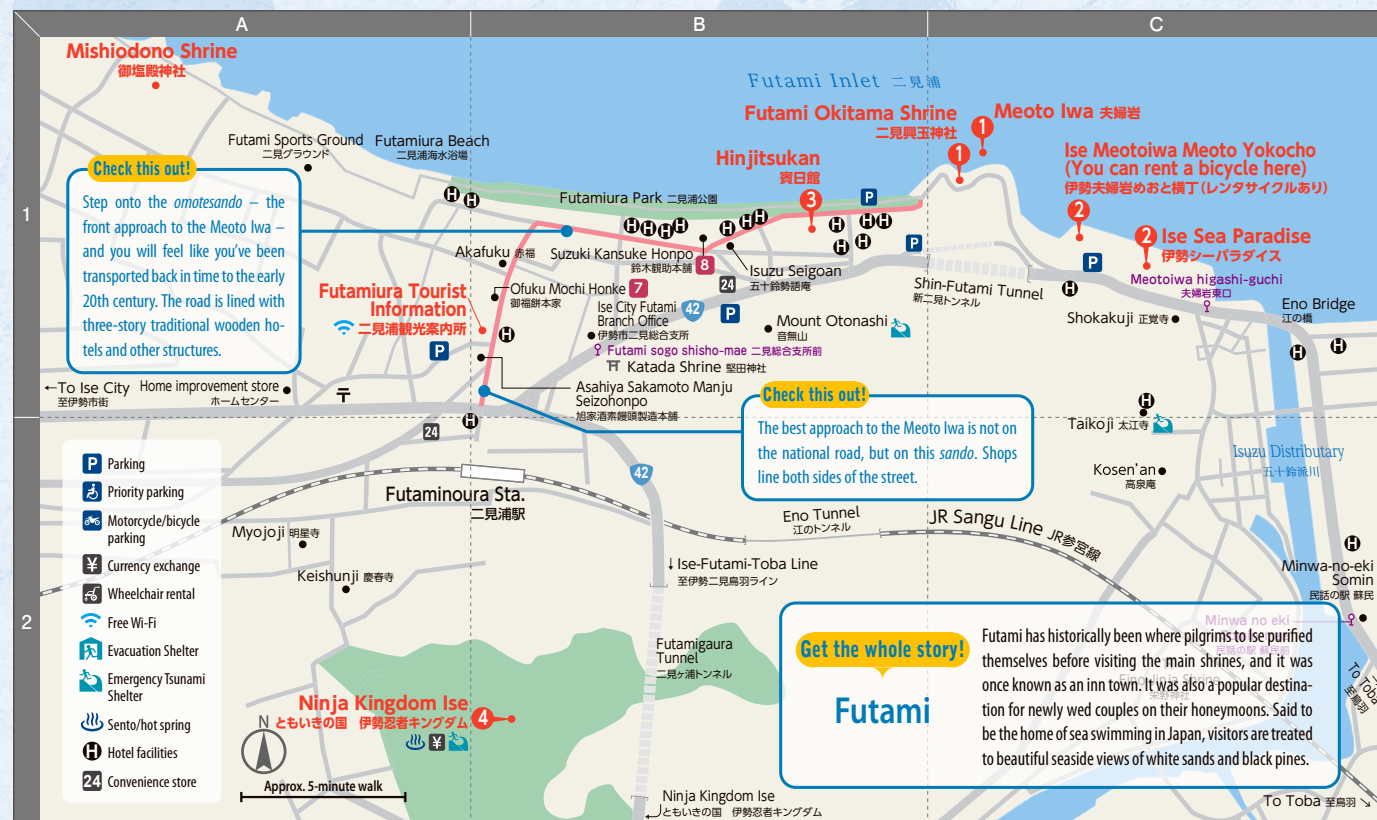 A
B
C
1
2
Mishiodono Shrine
御塩殿神社
Futami Inlet 二見浦
Futami Okitama Shrine
二見興玉神社
1
Meoto Iwa 夫婦岩
1
Ise Meotoiwa Meoto Yokocho
(You can rent a bicycle here)
伊勢夫婦岩めおと横丁(レンタサイクルあり)
2
Hinjitsukan
賓日館
3
Futami Sports Ground
二見グラウンド
Futamiura Beach
二見浦海水浴場
Check this out!
Step onto the omotesando – the
front approach to the Meoto Iwa –
and you will feel like you've been
transported back in time to the early
20th century. The road is lined with
three-story traditional wooden ho-
tels and other structures.
Futamiura Park 二見浦公園
Akafuku 赤福
Suzuki Kansuke Honpo
鈴木観助本舗
8
Isuzu Seigoan
五十鈴勢語庵
24
Ofuku Mochi Honke 7
御福餅本家
Futamiura Tourist
Information
二見浦観光案内所
Ise City Futami
Branch Office
伊勢市二見総合支所
42
Futami sogo shisho-mae 二見総合支所前
Katada Shrine 堅田神社
Mount Otonashi
音無山
Shin-Futami Tunnel
新二見トンネル
2 Ise Sea Paradise
伊勢シーパラダイス
Meotoiwa higashi-guchi
夫婦岩東口
Shokakuji 正覚寺
Eno Bridge
江の橋
←To Ise City
至伊勢市街
Home improvement store
ホームセンター
〒
Asahiya Sakamoto Manju
Seizohonpo
旭家酒素饅頭製造本舗
Check this out!
The best approach to the Meoto Iwa is not on
the national road, but on this sando. Shops
line both sides of the street.
Taikoji 太江寺
Kosen'an
高泉庵
Isuzu Distributary
五十鈴派川
24
42
Futaminoura Sta.
二見浦駅
Myojoji 明星寺
Keishunji 慶春寺
Eno Tunnel
江のトンネル
JR Sangu Line JR参宮線
↓Ise-Futami-Toba Line
至伊勢二見鳥羽ライン
Futamigaura
Tunnel
二見ヶ浦トンネル
Minwa-no-eki
Somin
民話の駅 蘇民
Minwa no eki
民話の駅 蘇民前
Ninja Kingdom Ise
ともいきの国 伊勢忍者キングダム
4
¥
P Parking
Priority parking
Motorcycle/bicycle
parking
¥ Currency exchange
Wheelchair rental
Free Wi-Fi
Evacuation Shelter
Emergency Tsunami
Shelter
Sento/hot spring
H Hotel facilities
24 Convenience store
N
Approx. 5-minute walk
Get the whole story!
Futami
Futami has historically been where pilgrims to Ise purified
themselves before visiting the main shrines, and it was
once known as an inn town. It was also a popular destina-
tion for newly wed couples on their honeymoons. Said to
be the home of sea swimming in Japan, visitors are treated
to beautiful seaside views of white sands and black pines.
To Toba
至鳥羽
Ninja Kingdom Ise
ともいきの国 伊勢忍者キングダム
To Toba 至鳥羽